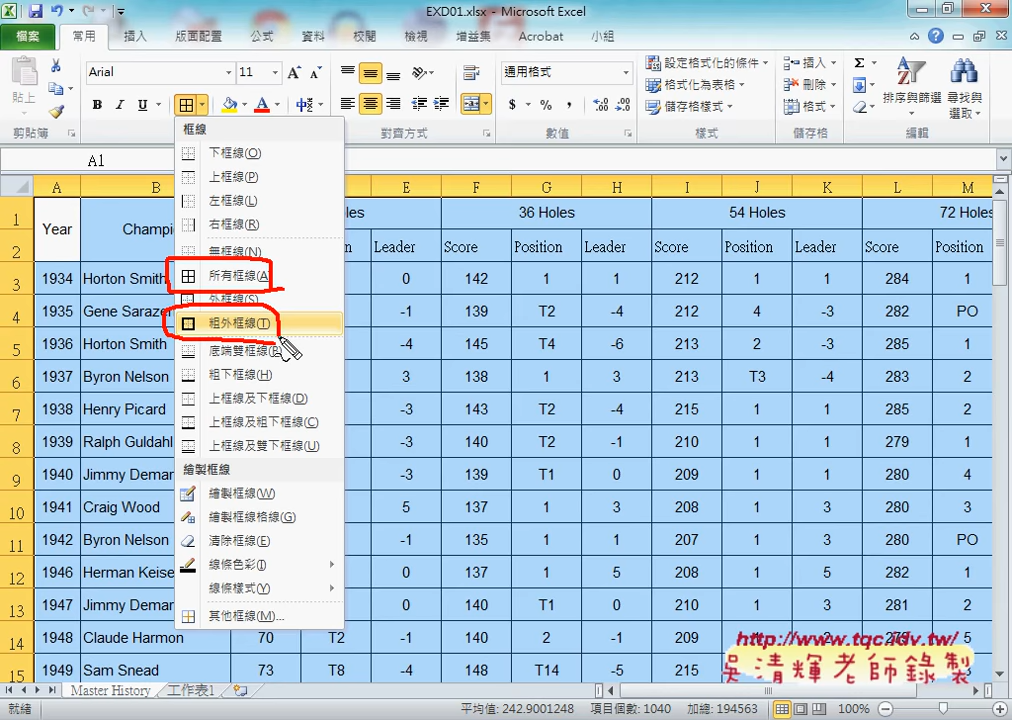 EXD01.xlsx - Microsoft Excel
檔案 常用 插入 版面配置 公式 資料 校閱 檢視 增益集 Acrobat 小組
貼上 Arial 11 通用格式 設定格式化的條件 插入 Σ
格式化為表格 刪除 排序與篩選 尋找與選取
B I U 中 $ % , 儲存格樣式 格式
剪貼簿 對齊方式 數值 樣式 儲存格 編輯
A1
框線
下框線(O)
上框線(P)
左框線(L)
右框線(R)
無框線(N)
所有框線(A)
外框線(S)
粗外框線(T)
底端雙框線(B)
粗下框線(H)
上框線及下框線(D)
上框線及粗下框線(C)
上框線及雙下框線(U)
繪製框線
繪製框線(W)
繪製框線格線(G)
清除框線(E)
線條色彩(I)
線條樣式(Y)
其他框線(M)...
A B E F G H I J K L M
1 Year Champi les 36 Holes 54 Holes 72 Holes
2 n Leader Score Position Leader Score Position Leader Score Position
3 1934 Horton Smith 0 142 1 1 212 1 1 284 1
4 1935 Gene Sarazen T2 212 4 -3 282 PO
5 1936 Horton Smith -4 145 T4 -6 213 2 -3 285 1
6 1937 Byron Nelson 3 138 1 3 213 T3 -4 283 2
7 1938 Henry Picard -3 143 T2 -4 215 1 1 285 2
8 1939 Ralph Guldahl -3 140 T2 -1 210 1 1 279 1
9 1940 Jimmy Demar -3 139 T1 0 209 1 1 280 4
10 1941 Craig Wood 5 137 1 3 208 1 3 280 3
11 1942 Byron Nelson -1 135 1 1 207 1 3 280 PO
12 1946 Herman Keise 0 137 1 5 208 1 5 282 1
13 1947 Jimmy Demar 0 137 T1 0 210 1 3 281 2
14 1948 Claude Harmon 70 T2 -1 140 2 -1 209 279 5
15 1949 Sam Snead 73 T8 -4 148 T14 -5 215
http://www.tqc.idv.tw/
吳清輝老師錄製
Master History 工作表1
就緒 平均值: 242.9001248 項目個數: 1040 加總: 194563 100%